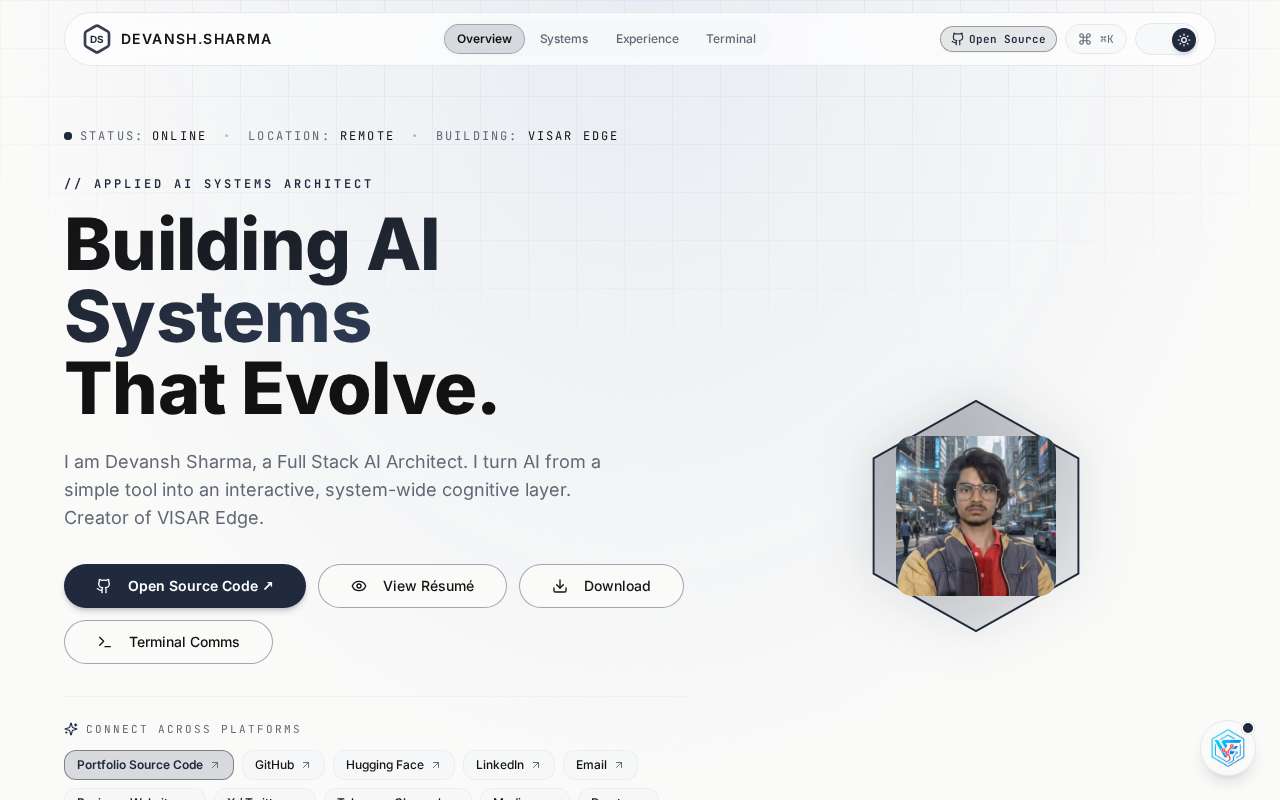 DS DEVANSH.SHARMA Overview Systems Experience Terminal Open Source ⌘ ⌘K
STATUS: ONLINE · LOCATION: REMOTE · BUILDING: VISAR EDGE
// APPLIED AI SYSTEMS ARCHITECT
Building AI
Systems
That Evolve.
I am Devansh Sharma, a Full Stack AI Architect. I turn AI from a
simple tool into an interactive, system-wide cognitive layer.
Creator of VISAR Edge.
Open Source Code ↗ View Résumé Download
Terminal Comms
CONNECT ACROSS PLATFORMS
Portfolio Source Code GitHub Hugging Face LinkedIn Email